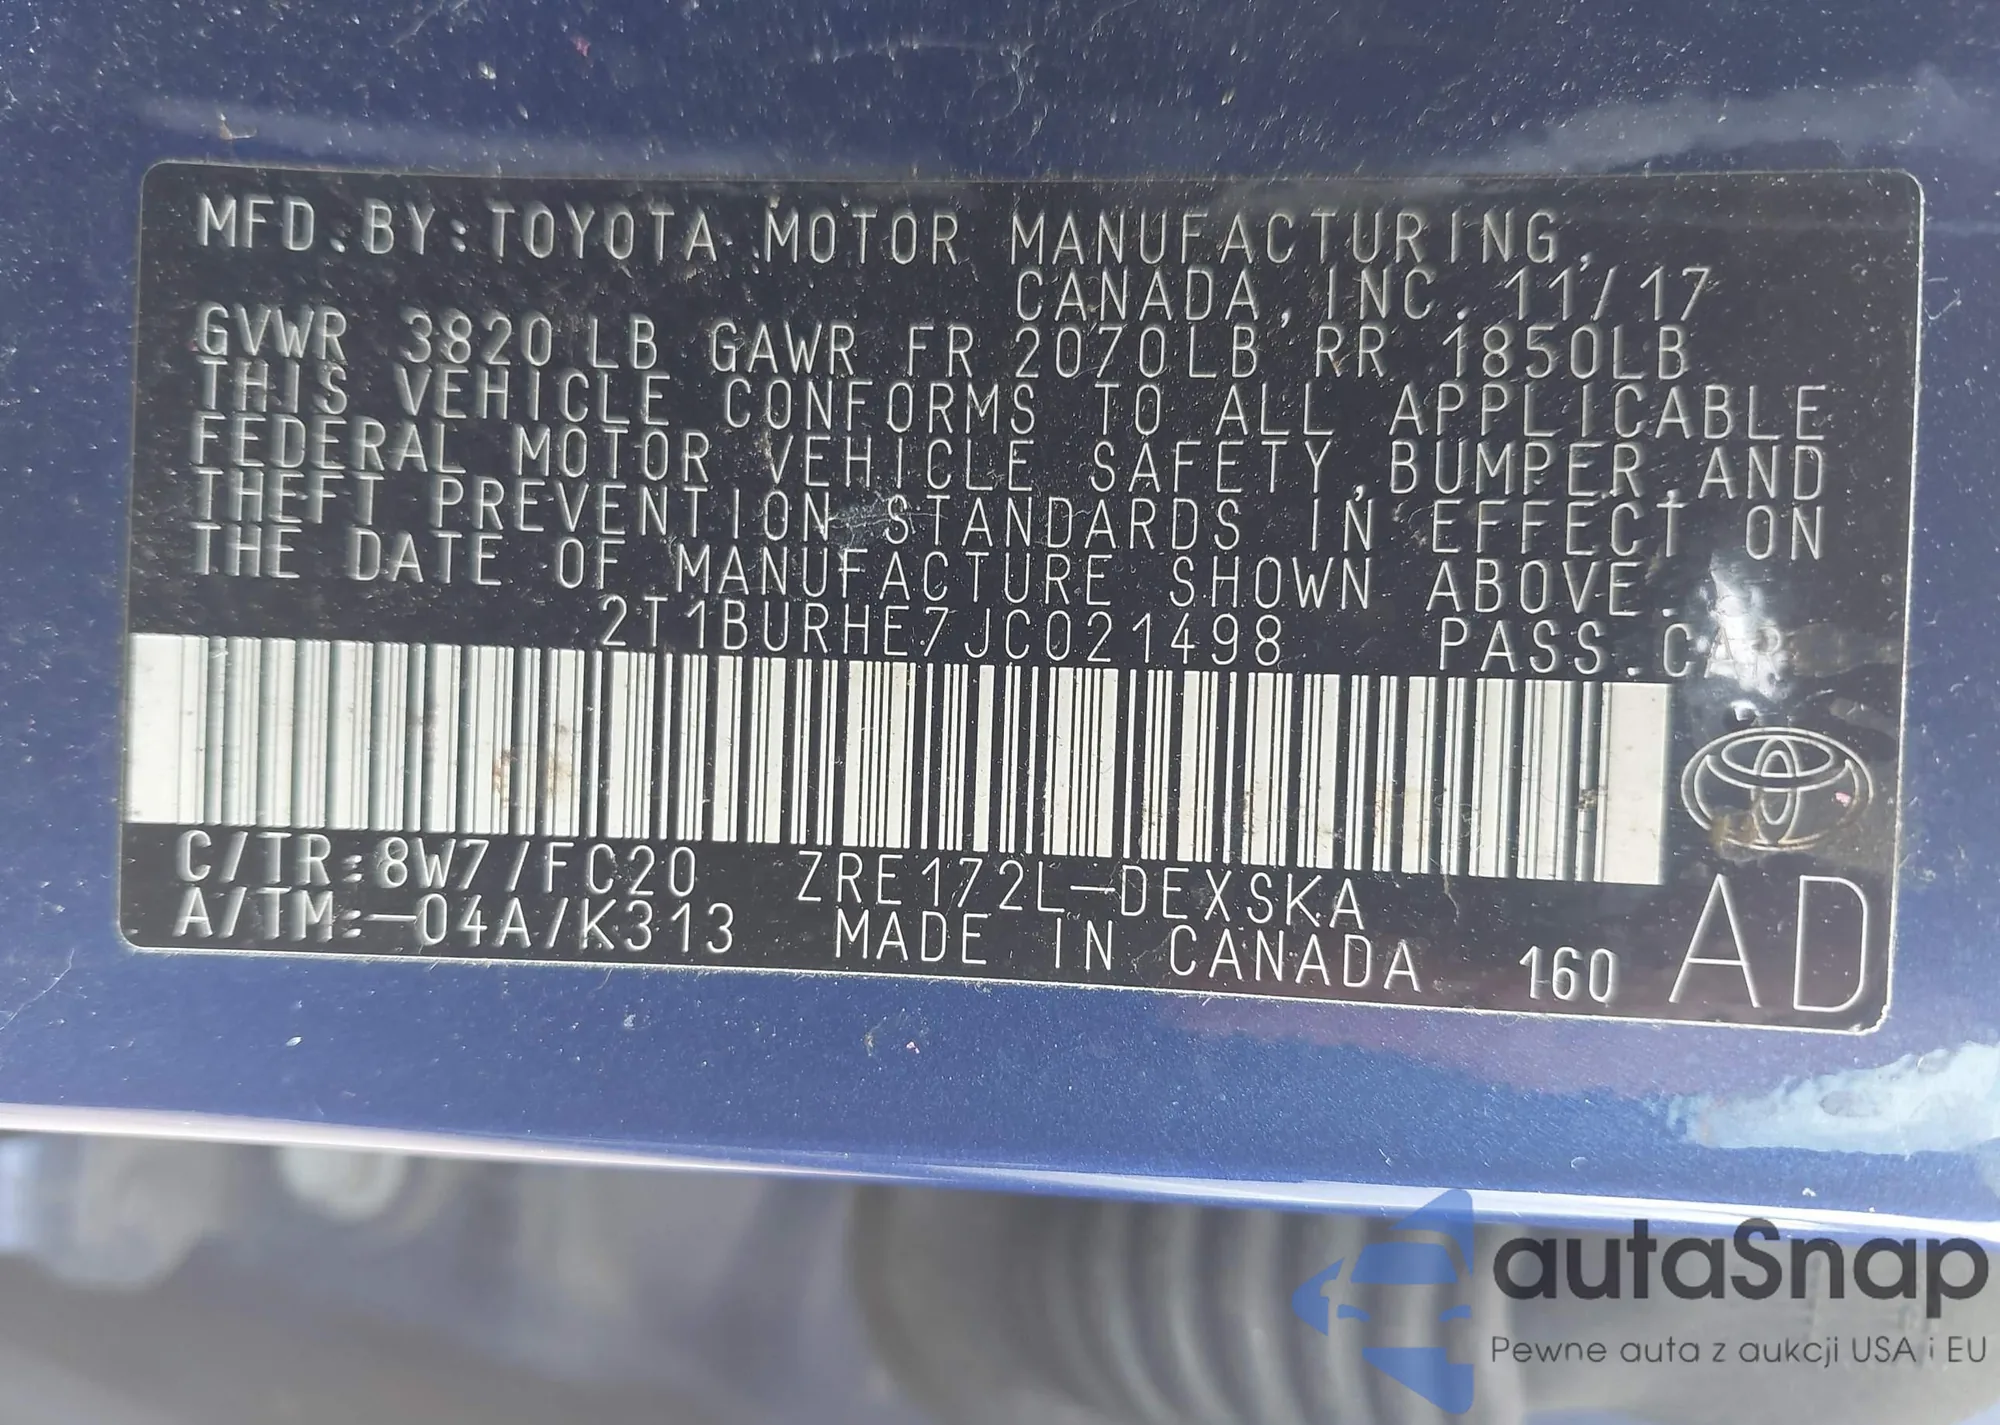 MFD.BY:TOYOTA MOTOR MANUFACTURING,
CANADA,INC. 11/17
GVWR 3820LB GAWR FR 2070LB RR 1850LB
THIS VEHICLE CONFORMS TO ALL APPLICABLE
FEDERAL MOTOR VEHICLE SAFETY,BUMPER,AND
THEFT PREVENTION STANDARDS IN EFFECT ON
THE DATE OF MANUFACTURE SHOWN ABOVE.
2T1BURHE7JC021498 PASS.CAR
C/TR:8W7/FC20 ZRE172L-DEXSKA
A/TM:-04A/K313 MADE IN CANADA 160 AD
autaSnap
Pewne auta z aukcji USA i EU